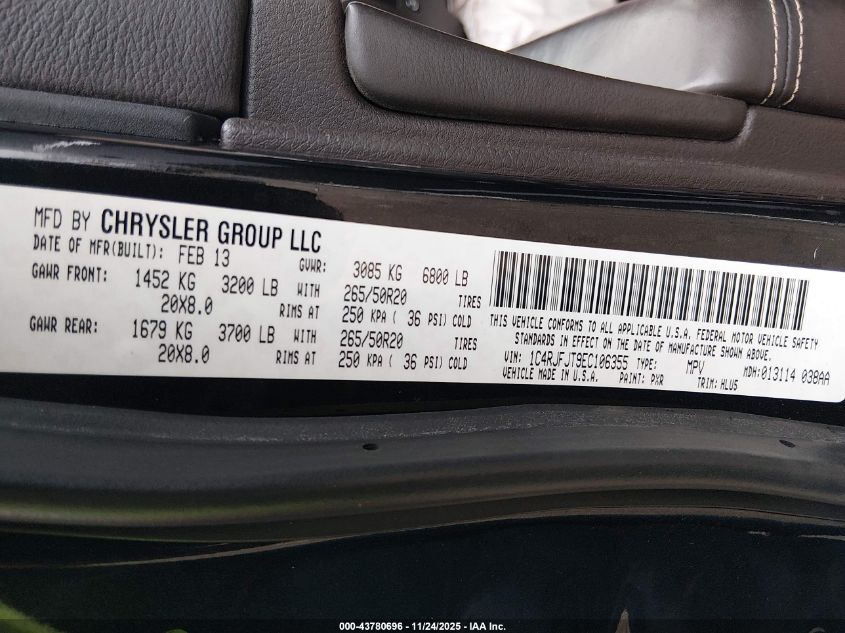 MFD BY CHRYSLER GROUP LLC
DATE OF MFR(BUILT): FEB 13 GVWR: 3085 KG 6800 LB
GAWR FRONT: 1452 KG 3200 LB WITH 265/50R20 TIRES
20X8.0 RIMS AT 250 KPA ( 36 PSI) COLD
GAWR REAR: 1679 KG 3700 LB WITH 265/50R20 TIRES
20X8.0 RIMS AT 250 KPA ( 36 PSI) COLD
THIS VEHICLE CONFORMS TO ALL APPLICABLE U.S.A. FEDERAL MOTOR VEHICLE SAFETY
STANDARDS IN EFFECT ON THE DATE OF MANUFACTURE SHOWN ABOVE.
VIN: 1C4RJFJT9EC106355 TYPE: MPV MDH:013114 038AA
VEHICLE MADE IN U.S.A. PAINT: PXR TRIM: HLU5
000-43780696 - 11/24/2025 - IAA Inc.